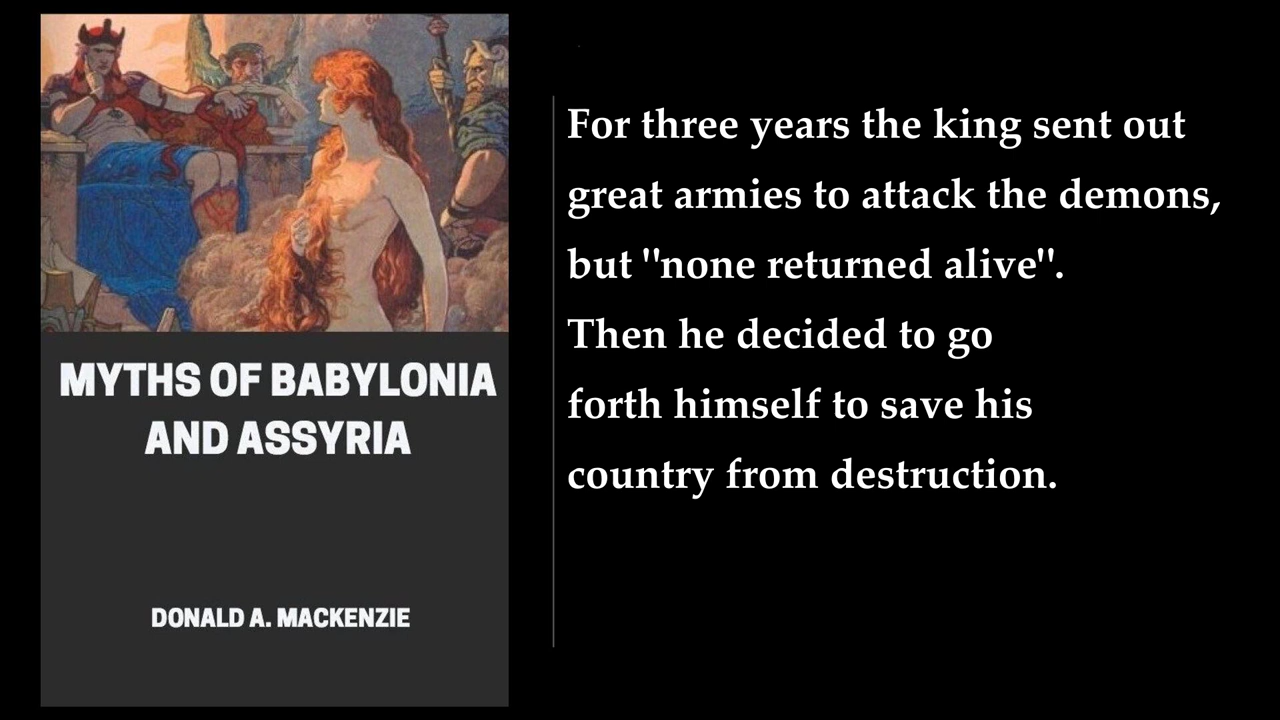 MYTHS OF BABYLONIA
AND ASSYRIA
DONALD A. MACKENZIE
For three years the king sent out
great armies to attack the demons,
but "none returned alive".
Then he decided to go
forth himself to save his
country from destruction.